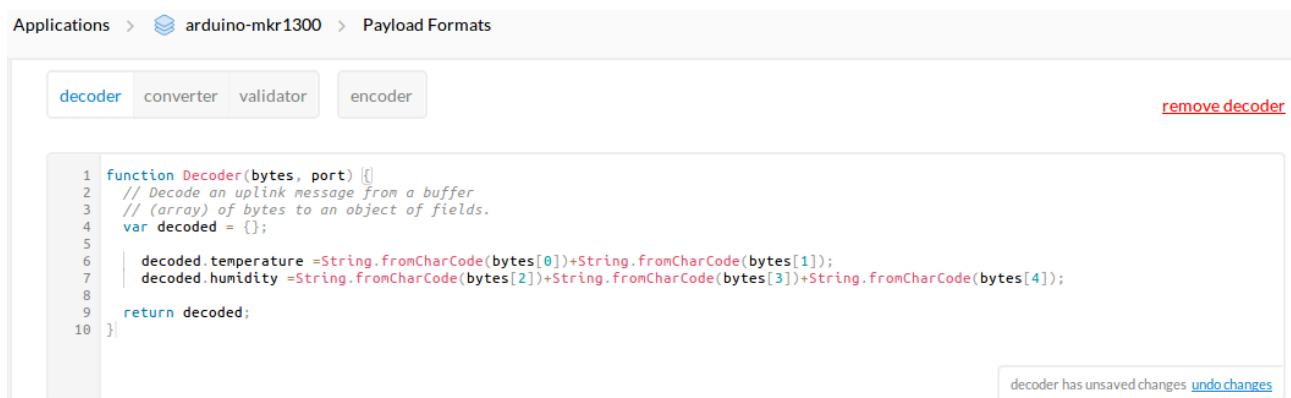 Applications > arduino-mkr1300 > Payload Formats
decoder converter validator encoder
remove decoder
1 function Decoder(bytes, port) {
2 // Decode an uplink message from a buffer
3 // (array) of bytes to an object of fields.
4 var decoded = {};
5
6 decoded.temperature =String.fromCharCode(bytes[0])+String.fromCharCode(bytes[1]);
7 decoded.humidity =String.fromCharCode(bytes[2])+String.fromCharCode(bytes[3])+String.fromCharCode(bytes[4]);
8
9 return decoded;
10 }
decoder has unsaved changes undo changes